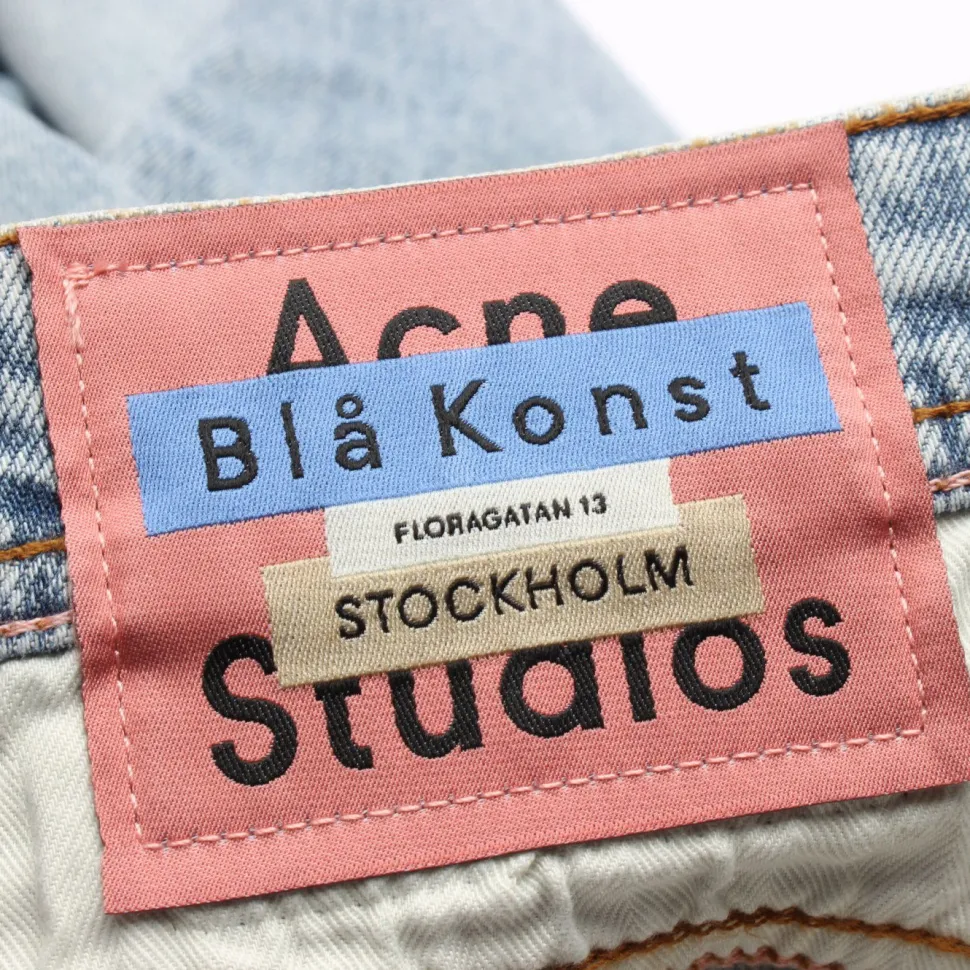 Acne
Blå Konst
FLORAGATAN 13
STOCKHOLM
Studios